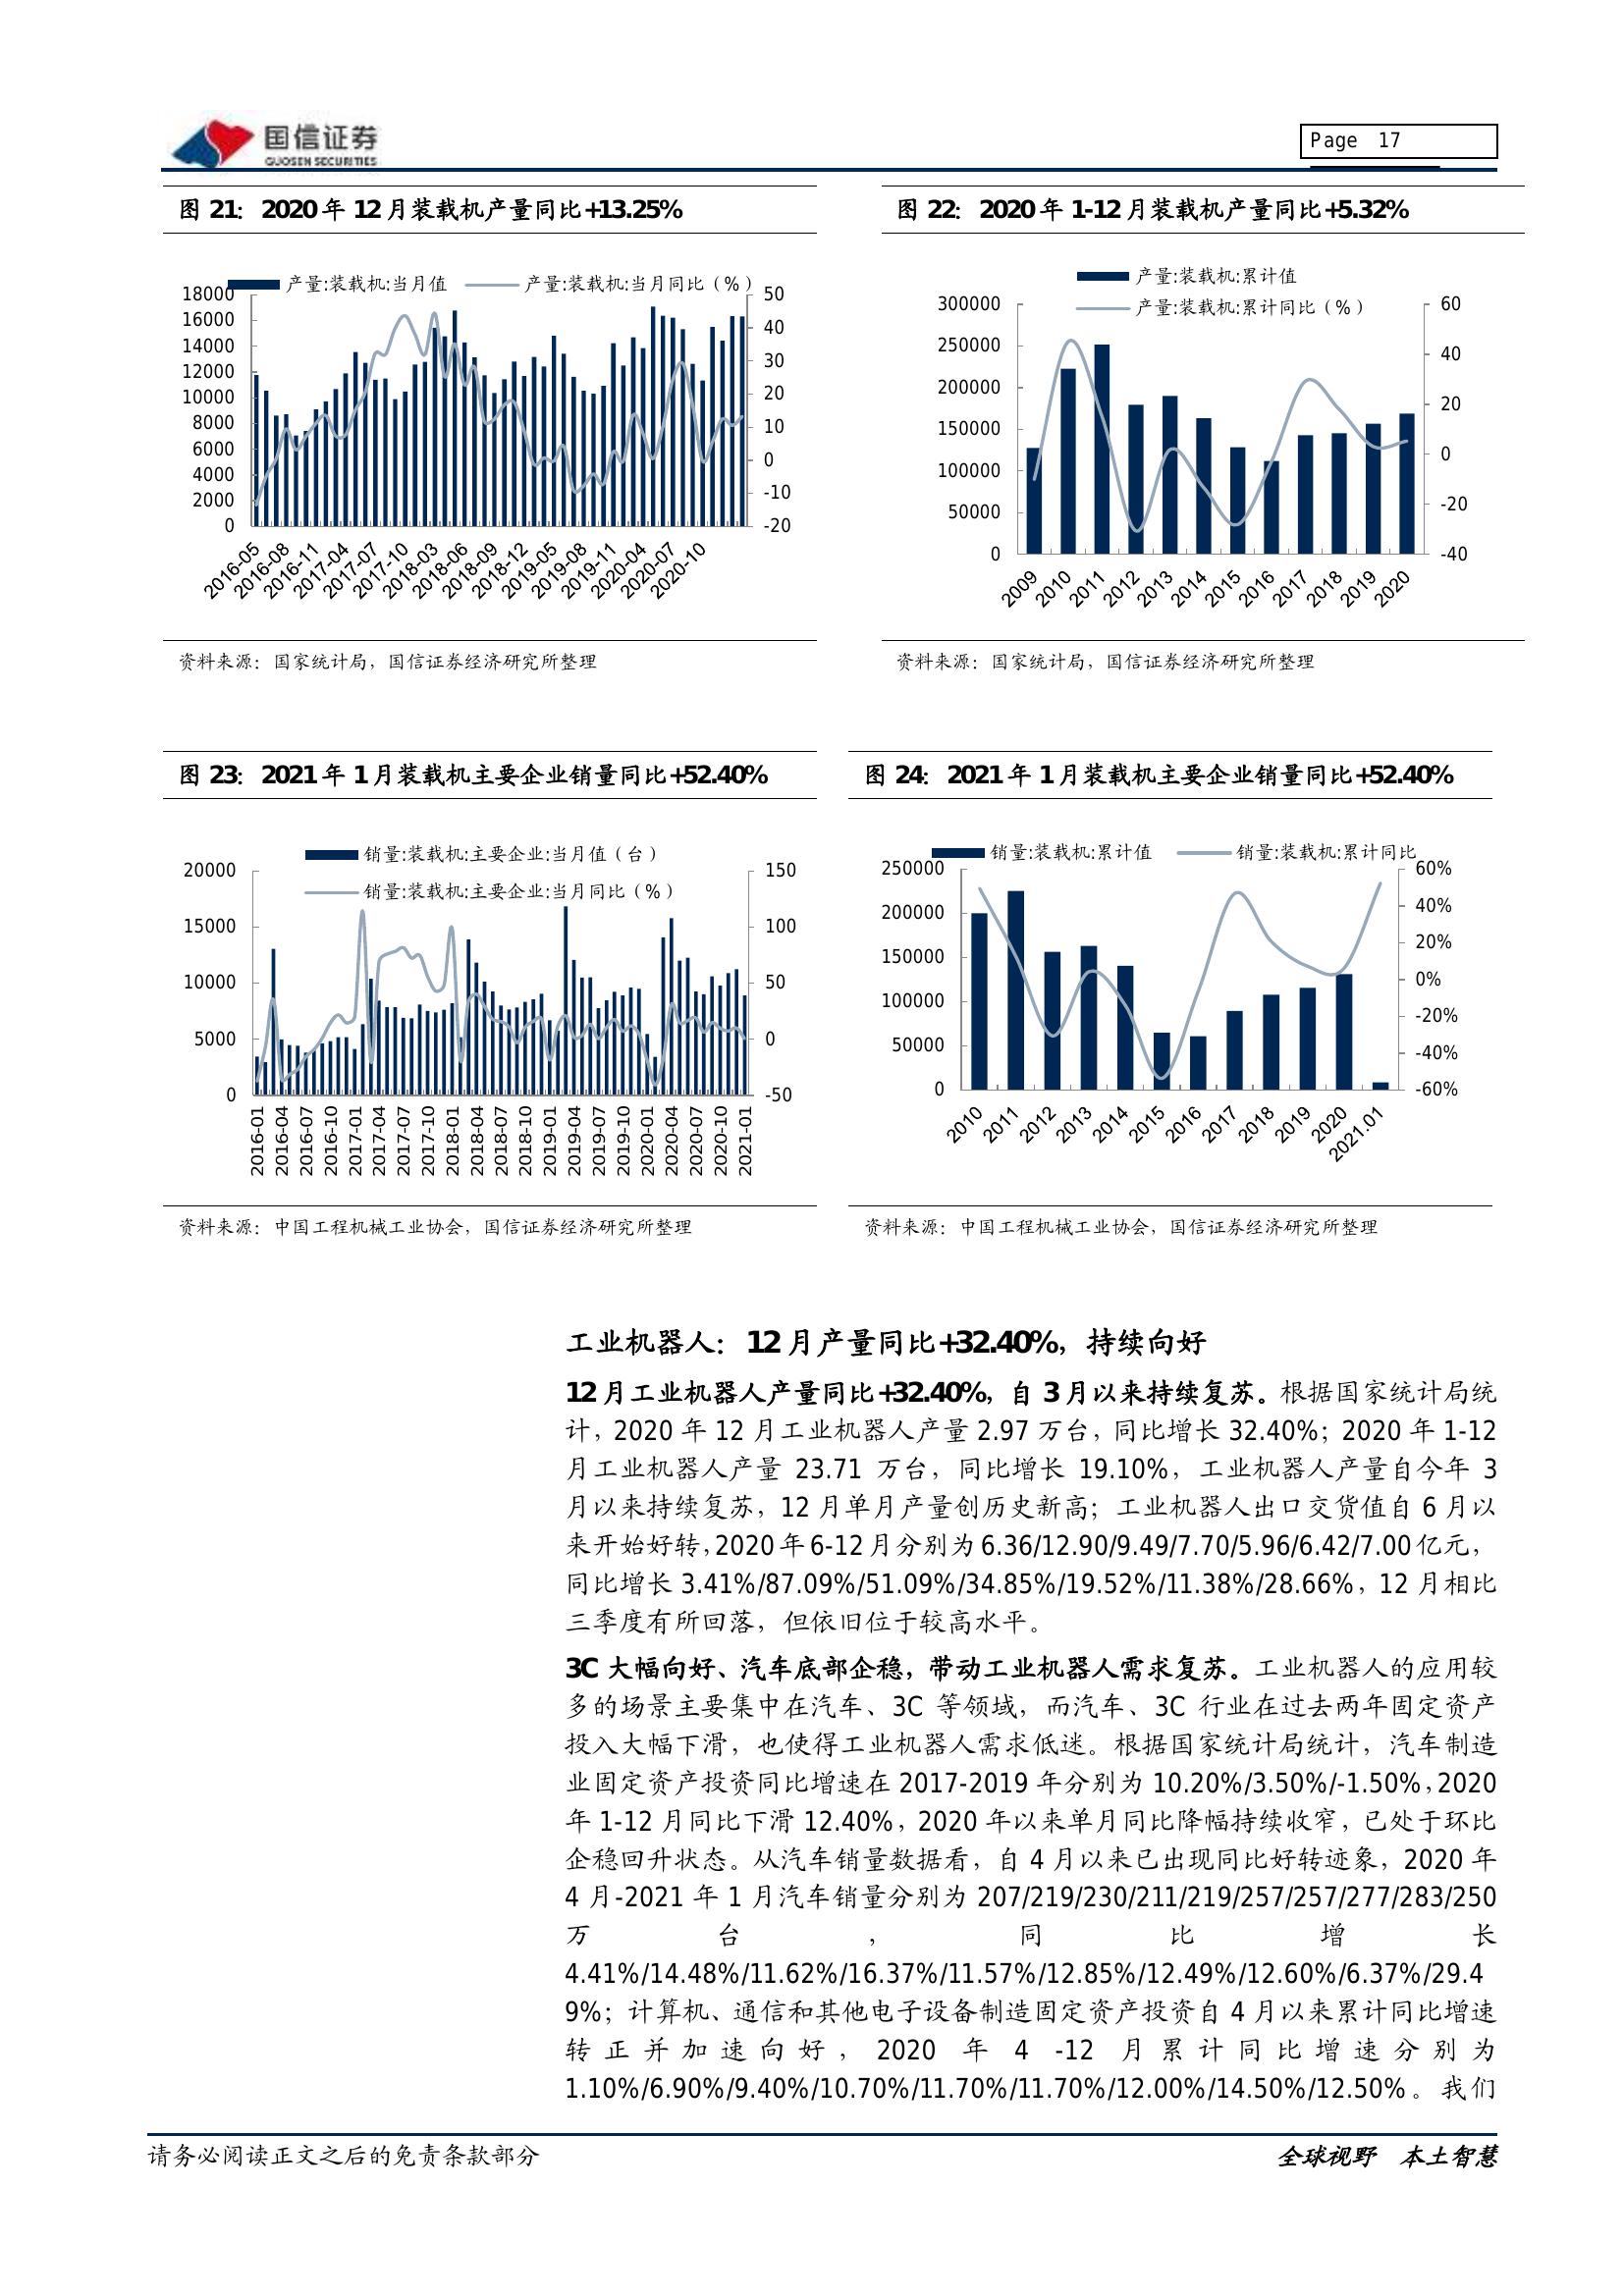 国信证券
GUOSEN SECURITIES
Page 17
图 21：2020 年 12 月装载机产量同比+13.25%
图 22：2020 年 1-12 月装载机产量同比+5.32%
产量:装载机:当月值
产量:装载机:当月同比（%）
18000
16000
14000
12000
10000
8000
6000
4000
2000
0
50
40
30
20
10
0
-10
-20
2016-05
2016-08
2016-11
2017-04
2017-07
2017-10
2018-03
2018-06
2018-09
2018-12
2019-05
2019-08
2019-11
2020-04
2020-07
2020-10
产量:装载机:累计值
产量:装载机:累计同比（%）
300000
250000
200000
150000
100000
50000
0
60
40
20
0
-20
-40
2009
2010
2011
2012
2013
2014
2015
2016
2017
2018
2019
2020
资料来源：国家统计局，国信证券经济研究所整理
资料来源：国家统计局，国信证券经济研究所整理
图 23：2021 年 1 月装载机主要企业销量同比+52.40%
图 24：2021 年 1 月装载机主要企业销量同比+52.40%
销量:装载机:主要企业:当月值（台）
销量:装载机:主要企业:当月同比（%）
20000
15000
10000
5000
0
150
100
50
0
-50
2016-01
2016-04
2016-07
2016-10
2017-01
2017-04
2017-07
2017-10
2018-01
2018-04
2018-07
2018-10
2019-01
2019-04
2019-07
2019-10
2020-01
2020-04
2020-07
2020-10
2021-01
销量:装载机:累计值
销量:装载机:累计同比
250000
200000
150000
100000
50000
0
60%
40%
20%
0%
-20%
-40%
-60%
2010
2011
2012
2013
2014
2015
2016
2017
2018
2019
2020
2021.01
资料来源：中国工程机械工业协会，国信证券经济研究所整理
资料来源：中国工程机械工业协会，国信证券经济研究所整理
工业机器人：12 月产量同比+32.40%，持续向好
12 月工业机器人产量同比+32.40%，自 3 月以来持续复苏。根据国家统计局统
计，2020 年 12 月工业机器人产量 2.97 万台，同比增长 32.40%；2020 年 1-12
月工业机器人产量 23.71 万台，同比增长 19.10%，工业机器人产量自今年 3
月以来持续复苏，12 月单月产量创历史新高；工业机器人出口交货值自 6 月以
来开始好转，2020 年 6-12 月分别为 6.36/12.90/9.49/7.70/5.96/6.42/7.00 亿元，
同比增长 3.41%/87.09%/51.09%/34.85%/19.52%/11.38%/28.66%，12 月相比
三季度有所回落，但依旧位于较高水平。
3C 大幅向好、汽车底部企稳，带动工业机器人需求复苏。工业机器人的应用较
多的场景主要集中在汽车、3C 等领域，而汽车、3C 行业在过去两年固定资产
投入大幅下滑，也使得工业机器人需求低迷。根据国家统计局统计，汽车制造
业固定资产投资同比增速在 2017-2019 年分别为 10.20%/3.50%/-1.50%，2020
年 1-12 月同比下滑 12.40%，2020 年以来单月同比降幅持续收窄，已处于环比
企稳回升状态。从汽车销量数据看，自 4 月以来已出现同比好转迹象，2020 年
4 月-2021 年 1 月汽车销量分别为 207/219/230/211/219/257/257/277/283/250
万台，同比增长
4.41%/14.48%/11.62%/16.37%/11.57%/12.85%/12.49%/12.60%/6.37%/29.4
9%；计算机、通信和其他电子设备制造固定资产投资自 4 月以来累计同比增速
转正并加速向好，2020 年 4 -12 月累计同比增速分别为
1.10%/6.90%/9.40%/10.70%/11.70%/11.70%/12.00%/14.50%/12.50%。我们
请务必阅读正文之后的免责条款部分
全球视野 本土智慧